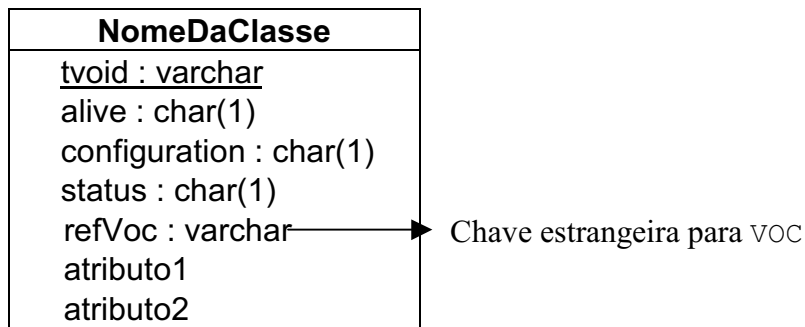 NomeDaClasse
tvoid : varchar
alive : char(1)
configuration : char(1)
status : char(1)
refVoc : varchar
Chave estrangeira para VOC
atributo1
atributo2